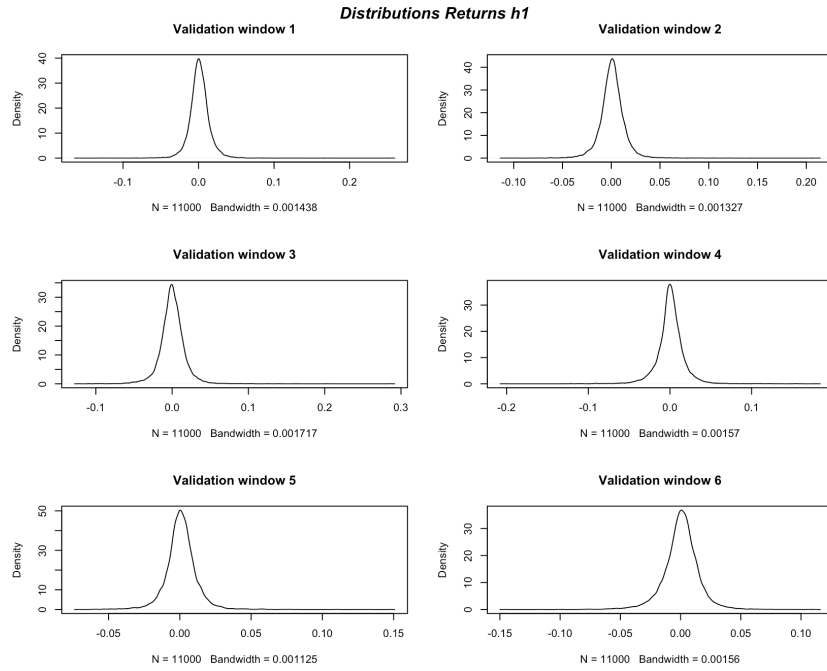 Distributions Returns h1
Validation window 1
Density
0 10 20 30 40
-0.1 0.0 0.1 0.2
N = 11000 Bandwidth = 0.001438
Validation window 2
Density
0 10 20 30 40
-0.10 -0.05 0.00 0.05 0.10 0.15 0.20
N = 11000 Bandwidth = 0.001327
Validation window 3
Density
0 10 20 30
-0.1 0.0 0.1 0.2 0.3
N = 11000 Bandwidth = 0.001717
Validation window 4
Density
0 10 20 30
-0.2 -0.1 0.0 0.1
N = 11000 Bandwidth = 0.00157
Validation window 5
Density
0 10 30 50
-0.05 0.00 0.05 0.10 0.15
N = 11000 Bandwidth = 0.001125
Validation window 6
Density
0 10 20 30
-0.15 -0.10 -0.05 0.00 0.05 0.10
N = 11000 Bandwidth = 0.00156